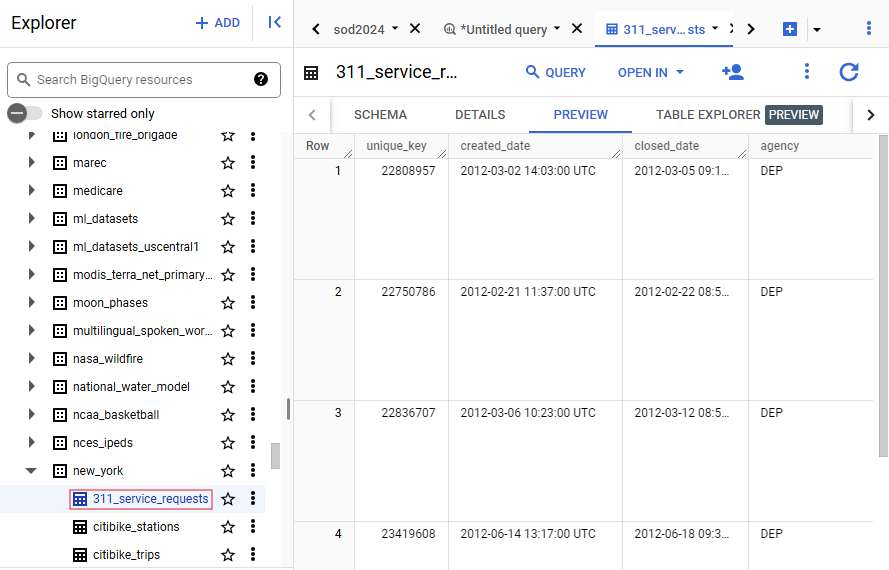 Explorer
+ ADD
Search BigQuery resources
?
Show starred only
london_fire_brigade
marec
medicare
ml_datasets
ml_datasets_uscentral1
modis_terra_net_primary...
moon_phases
multilingual_spoken_wor...
nasa_wildfire
national_water_model
ncaa_basketball
nces_ipeds
new_york
311_service_requests
citibike_stations
citibike_trips
sod2024
*Untitled query
311_serv... sts
311_service_r...
QUERY
OPEN IN
SCHEMA DETAILS PREVIEW TABLE EXPLORER PREVIEW
Row unique_key created_date closed_date agency
1 22808957 2012-03-02 14:03:00 UTC 2012-03-05 09:1... DEP
2 22750786 2012-02-21 11:37:00 UTC 2012-02-22 08:5... DEP
3 22836707 2012-03-06 10:23:00 UTC 2012-03-12 08:5... DEP
4 23419608 2012-06-14 13:17:00 UTC 2012-06-18 09:3... DEP